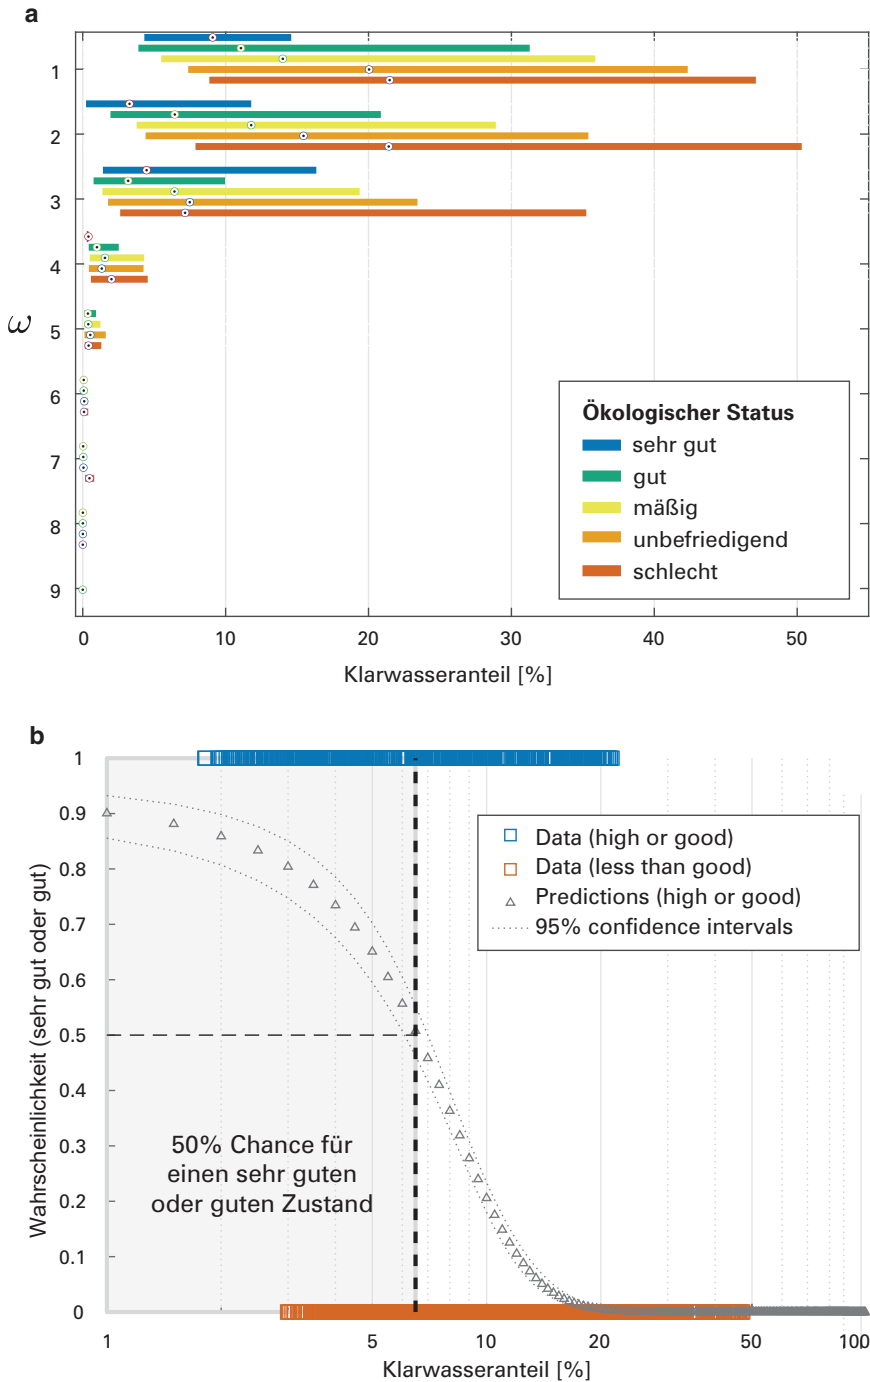 a
1
2
3
4
5
6
7
8
9
ω
Ökologischer Status
sehr gut
gut
mäßig
unbefriedigend
schlecht
0 10 20 30 40 50
Klarwasseranteil [%]
b
1
0.9
0.8
0.7
0.6
0.5
0.4
0.3
0.2
0.1
0
Wahrscheinlichkeit (sehr gut oder gut)
Data (high or good)
Data (less than good)
Predictions (high or good)
95% confidence intervals
50% Chance für
einen sehr guten
oder guten Zustand
1 5 10 20 50 100
Klarwasseranteil [%]